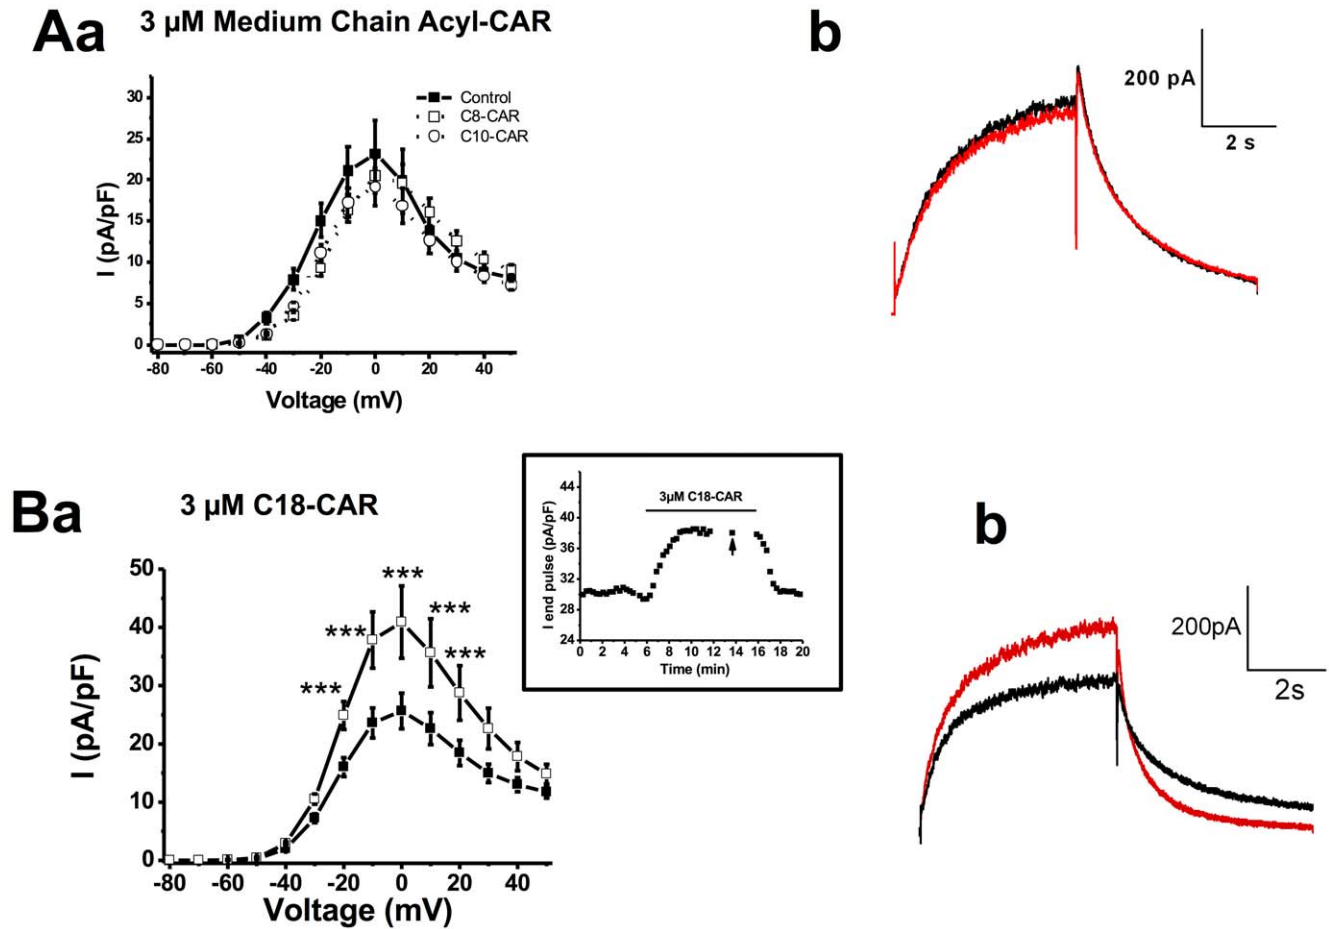 Aa
3 µM Medium Chain Acyl-CAR
b
I (pA/pF)
30
25
20
15
10
5
0
Control
C8-CAR
C10-CAR
-80 -60 -40 -20 0 20 40
Voltage (mV)
200 pA
2 s
Ba
3 µM C18-CAR
b
I (pA/pF)
50
40
30
20
10
0
***
***
***
***
***
-80 -60 -40 -20 0 20 40
Voltage (mV)
I end pulse (pA/pF)
44
40
36
32
28
24
3µM C18-CAR
0 2 4 6 8 10 12 14 16 18 20
Time (min)
200pA
2s